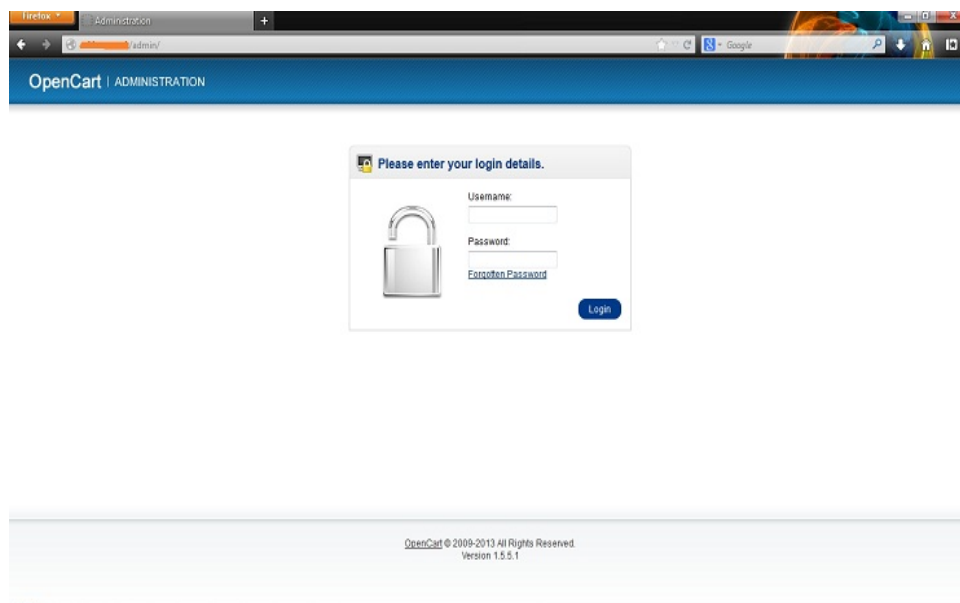 Firefox
Administration
/admin/
Google
OpenCart | ADMINISTRATION
Please enter your login details.
Username:
Password:
Forgotten Password
Login
OpenCart © 2009-2013 All Rights Reserved.
Version 1.5.5.1